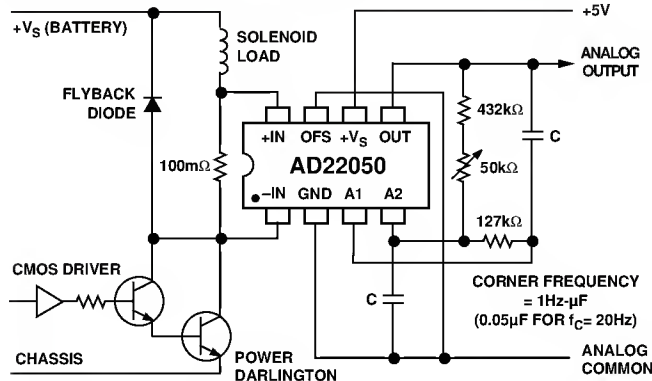 +VS (BATTERY)
+5V
SOLENOID
LOAD
ANALOG
OUTPUT
FLYBACK
DIODE
432kΩ
C
+IN OFS +VS OUT
AD22050
100mΩ
50kΩ
–IN GND A1 A2
127kΩ
CMOS DRIVER
C
CORNER FREQUENCY
= 1Hz-μF
(0.05μF FOR fC= 20Hz)
CHASSIS
POWER
DARLINGTON
ANALOG
COMMON